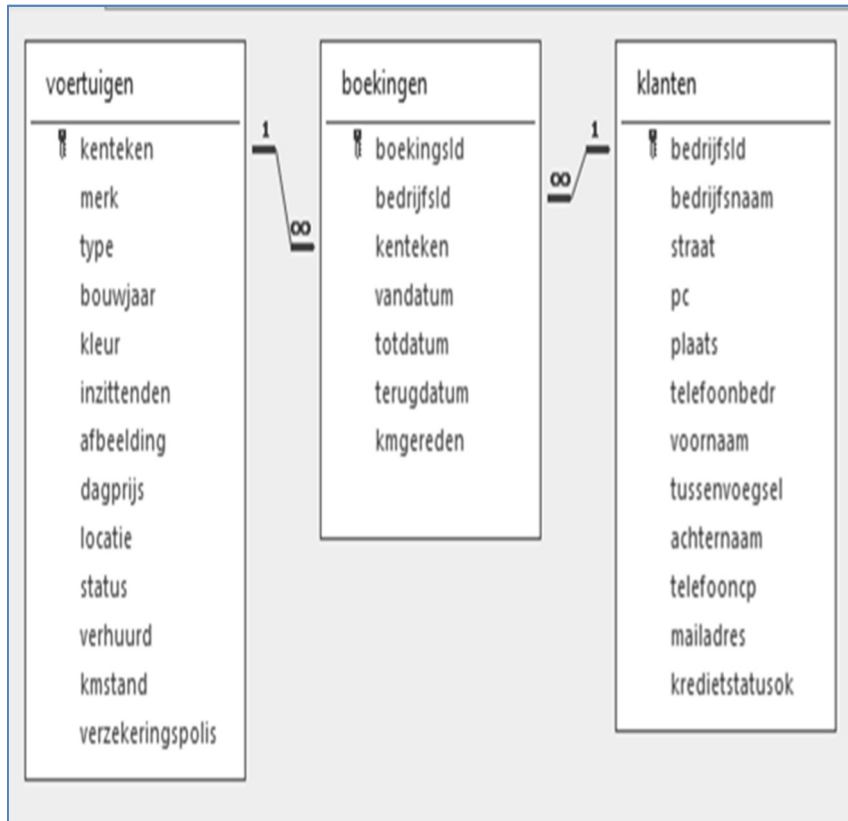 voertuigen
kenteken
merk
type
bouwjaar
kleur
inzittenden
afbeelding
dagprijs
locatie
status
verhuurd
kmstand
verzekeringspolis
1
∞
boekingen
boekingsId
bedrijfsId
kenteken
vandatum
totdatum
terugdatum
kmgereden
1
∞
klanten
bedrijfsId
bedrijfsnaam
straat
pc
plaats
telefoonbedr
voornaam
tussenvoegsel
achternaam
telefooncp
mailadres
kredietstatusok